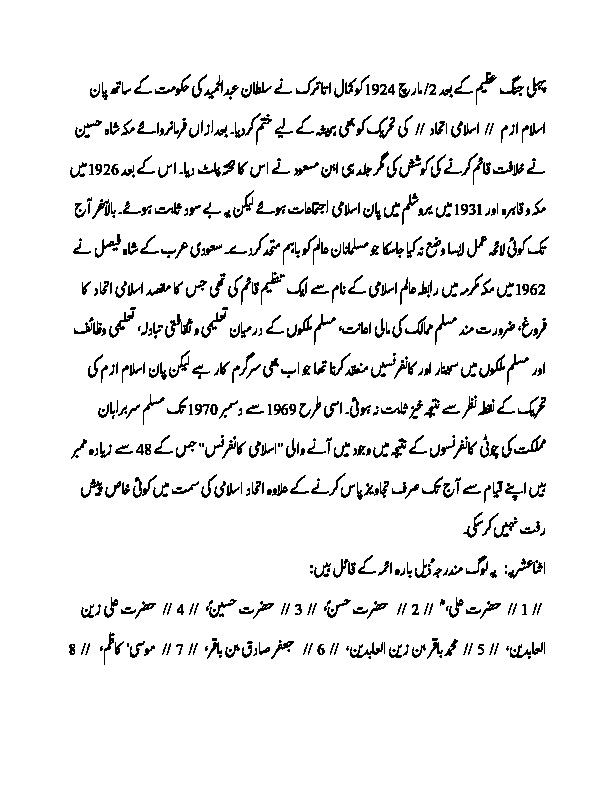 پہلی جنگ عظیم کے بعد 2/مارچ 1924کو کمال اتاترک نے سلطان عبدالحمید کی حکومت کے ساتھ پان
اسلام ازم // اسلامی اتحاد // کی تحریک کو بھی ہمیشہ کے لیے ختم کردیا۔ بعد ازاں فرمانروائے مکہ شاہ حسین
نے خلافت قائم کرنے کی کوشش کی مگر جلد ہی ابن مسعود نے اس کا تختہ پلٹ دیا۔ اس کے بعد 1926میں
مکہ و قاہرہ اور 1931 میں یروشلم میں پان اسلامی اجتماعات ہوئے لیکن یہ بے سود ثابت ہوئے۔ بالآخر آج
تک کوئی لائحہ عمل ایسا وضع نہ کیا جاسکا جو مسلمانان عالم کو باہم متحد کردے۔ سعودی عرب کے شاہ فیصل نے
1962میں مکہ مکرمہ میں رابطہ عالم اسلامی کے نام سے ایک تنظیم قائم کی تھی جس کا مقصد اسلامی اتحاد کا
فروغ، ضرورت مند مسلم ممالک کی مالی اعانت، مسلم ملکوں کے درمیان تعلیمی و ثقافتی تبادلہ، تعلیمی وظائف
اور مسلم ملکوں میں سمینار اور کانفرنسیں منعقد کرنا تھا جو اب بھی سرگرم کار ہے لیکن پان اسلام ازم کی
تحریک کے نقطہ نظر سے نتیجہ خیز ثابت نہ ہوئی۔ اسی طرح 1969 سے دسمبر 1970 تک مسلم سربراہان
مملکت کی چوٹی کانفرنسوں کے نتیجہ میں وجود میں آنے والی "اسلامی کانفرنس" جس کے 48 سے زیادہ ممبر
ہیں اپنے قیام سے آج تک صرف تجاویز پاس کرنے کے علاوہ اتحاد اسلامی کی سمت میں کوئی خاص پیش
رفت نہیں کرسکی۔
اثنا عشریہ: یہ لوگ مندرجہ ذیل بارہ ائمہ کے قائل ہیں:
// 1 // حضرت علی، ؓ // 2 // حضرت حسنؓ، // 3 // حضرت حسینؓ، // 4 // حضرت علی زین
العابدین، // 5 // محمد باقر بن زین العابدین، // 6 // جعفر صادق بن باقر، // 7 // موسیٰ کاظم، // 8